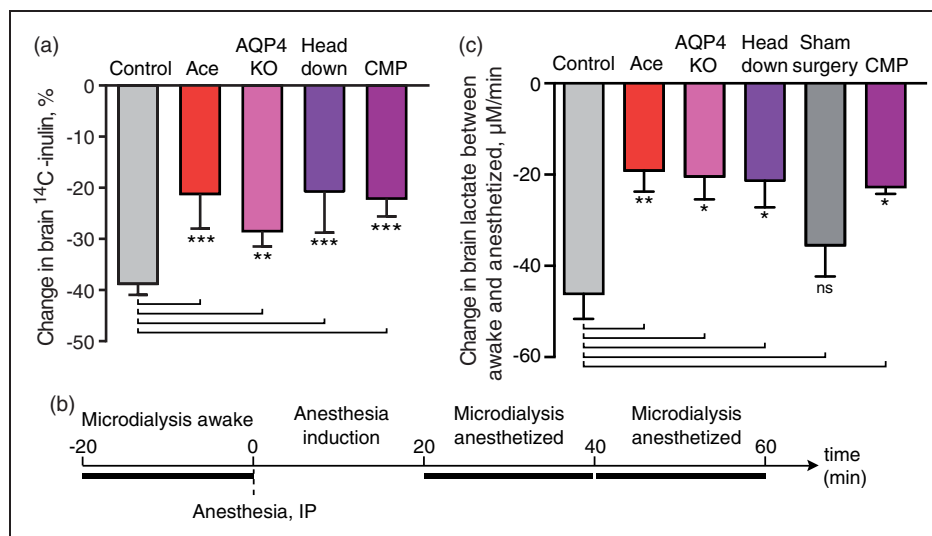 (a)
Control
Ace
AQP4
KO
Head
down
CMP
0
-10
-20
-30
-40
-50
Change in brain ¹⁴C-inulin, %
***
**
***
***
(c)
Control
Ace
AQP4
KO
Head
down
Sham
surgery
CMP
0
-20
-40
-60
Change in brain lactate between
awake and anesthetized, µM/min
**
*
*
ns
*
(b)
Microdialysis awake
Anesthesia
induction
Microdialysis
anesthetized
Microdialysis
anesthetized
-20
0
20
40
60
time
(min)
Anesthesia, IP